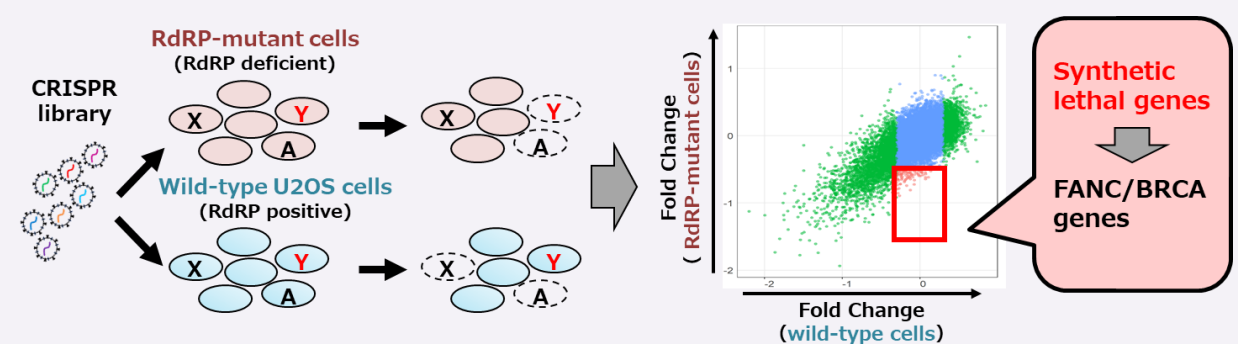 CRISPR
library
RdRP-mutant cells
(RdRP deficient)
X
Y
A
X
Y
A
Wild-type U2OS cells
(RdRP positive)
X
Y
A
X
Y
A
Fold Change
( RdRP-mutant cells)
1
0
-1
-2
-2
-1
0
Fold Change
(wild-type cells)
Synthetic
lethal genes
FANC/BRCA
genes